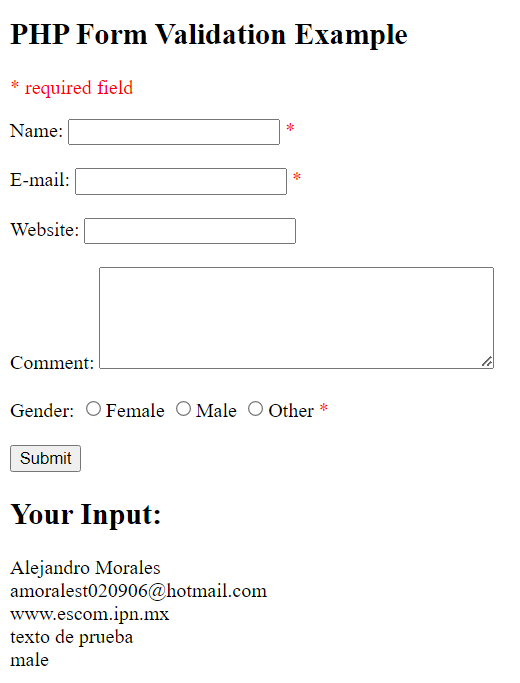 PHP Form Validation Example
* required field
Name: *
E-mail: *
Website:
Comment:
Gender: Female Male Other *
Submit
Your Input:
Alejandro Morales
amoralest020906@hotmail.com
www.escom.ipn.mx
texto de prueba
male